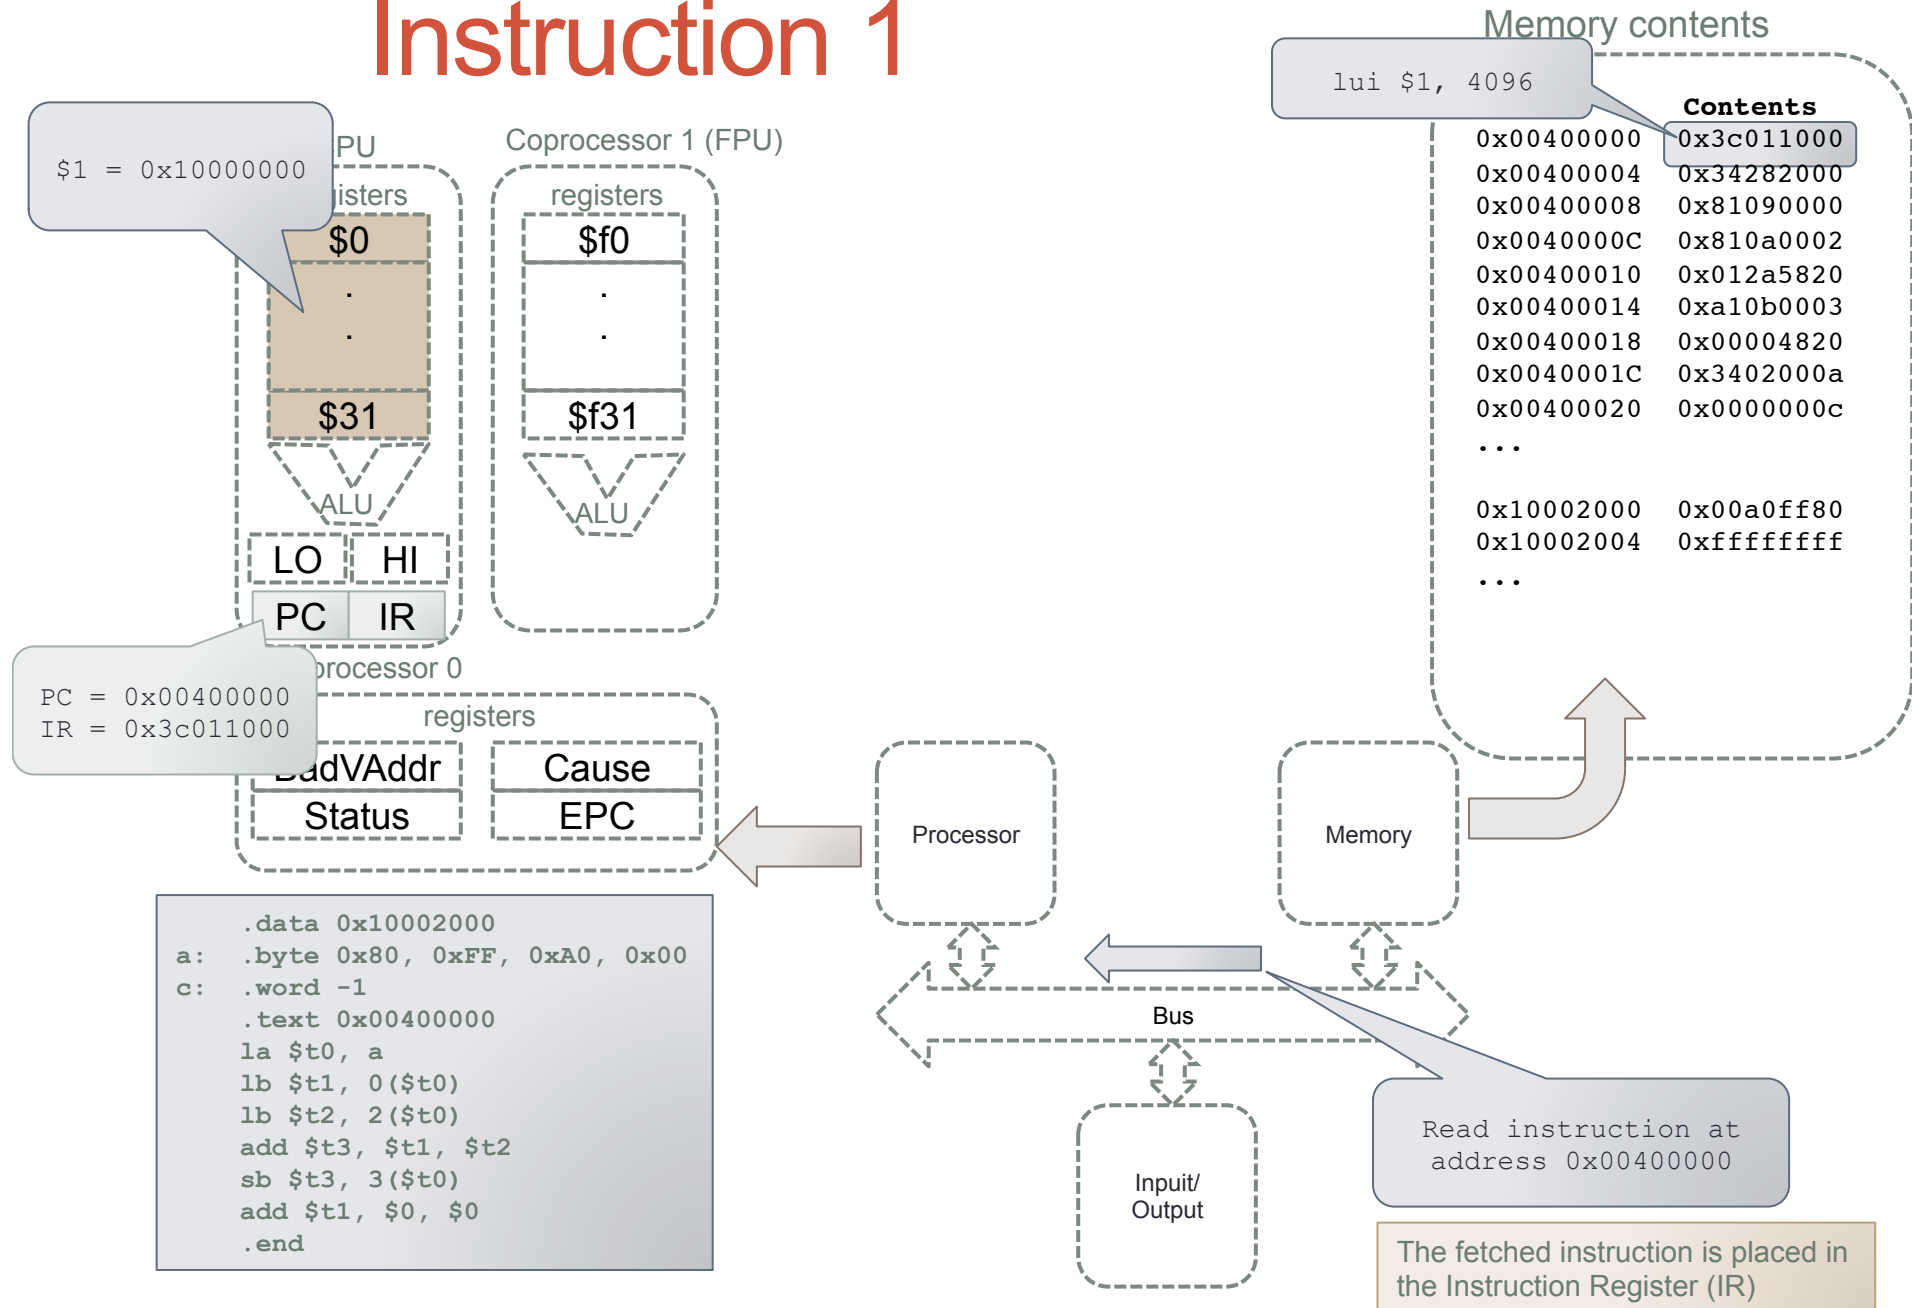 Instruction 1
Memory contents
lui $1, 4096
Contents
0x00400000 0x3c011000
0x00400004 0x34282000
0x00400008 0x81090000
0x0040000C 0x810a0002
0x00400010 0x012a5820
0x00400014 0xa10b0003
0x00400018 0x00004820
0x0040001C 0x3402000a
0x00400020 0x0000000c
...
0x10002000 0x00a0ff80
0x10002004 0xffffffff
...
$1 = 0x10000000
PU
isters
$0
.
.
$31
ALU
LO HI
PC IR
Coprocessor 1 (FPU)
registers
$f0
.
.
$f31
ALU
PC = 0x00400000
IR = 0x3c011000
processor 0
registers
BadVAddr Cause
Status EPC
Processor
Memory
Bus
Inpuit/
Output
Read instruction at
address 0x00400000
The fetched instruction is placed in
the Instruction Register (IR)
.data 0x10002000
a: .byte 0x80, 0xFF, 0xA0, 0x00
c: .word -1
.text 0x00400000
la $t0, a
lb $t1, 0($t0)
lb $t2, 2($t0)
add $t3, $t1, $t2
sb $t3, 3($t0)
add $t1, $0, $0
.end